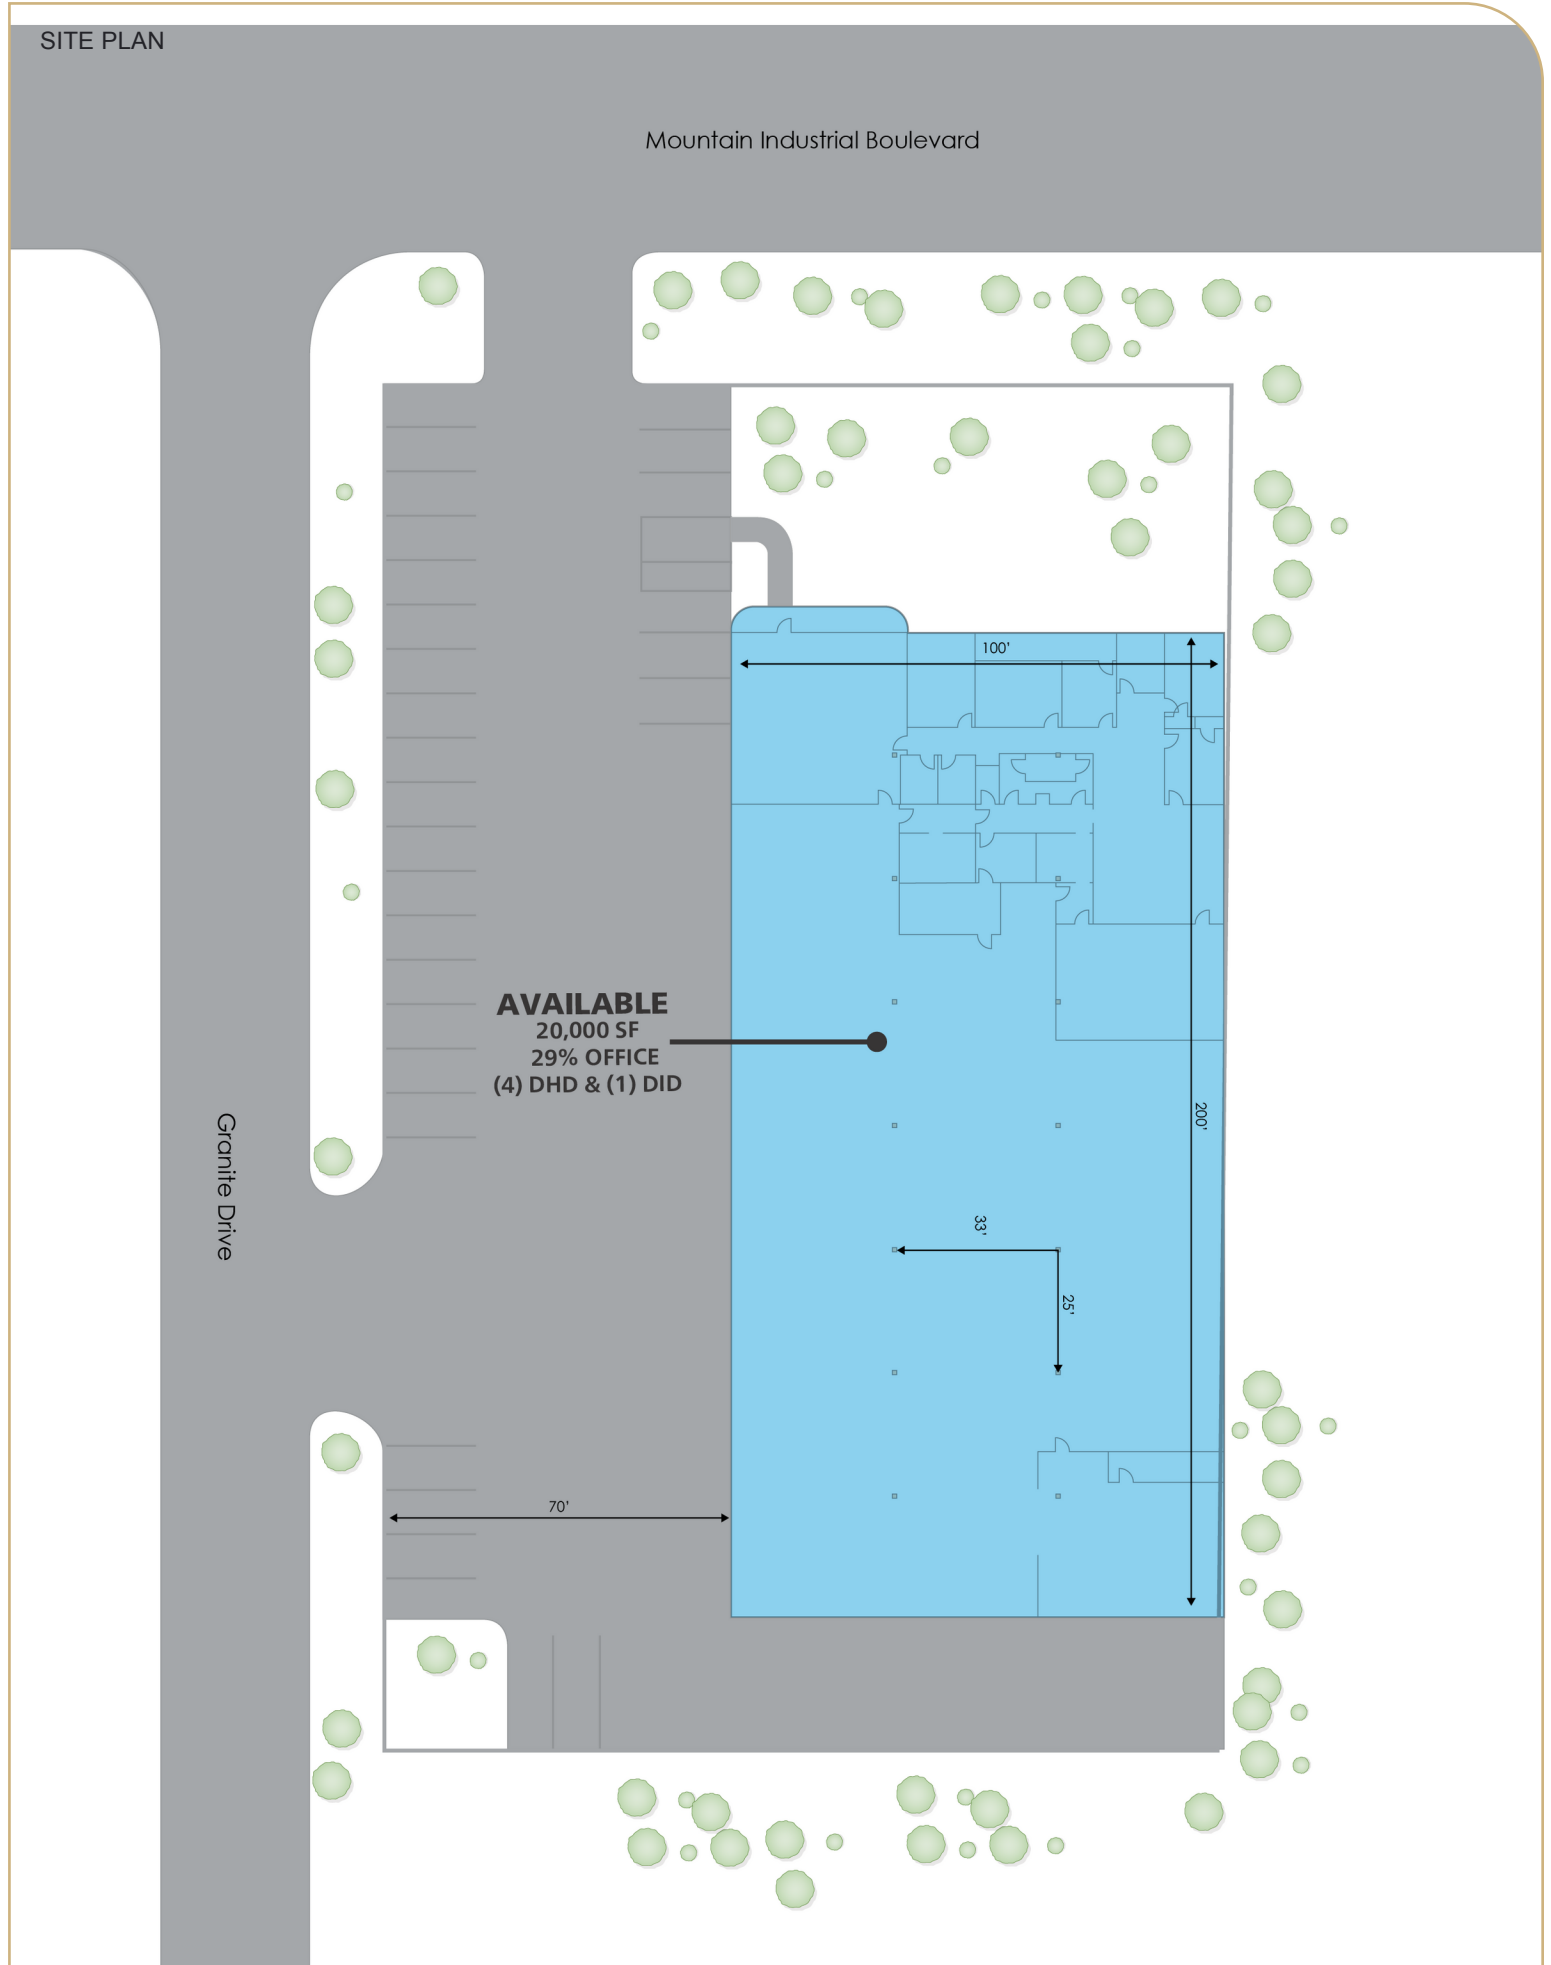 SITE PLAN
Mountain Industrial Boulevard
100'
AVAILABLE
20,000 SF
29% OFFICE
(4) DHD & (1) DID
200'
Granite Drive
33'
25'
70'